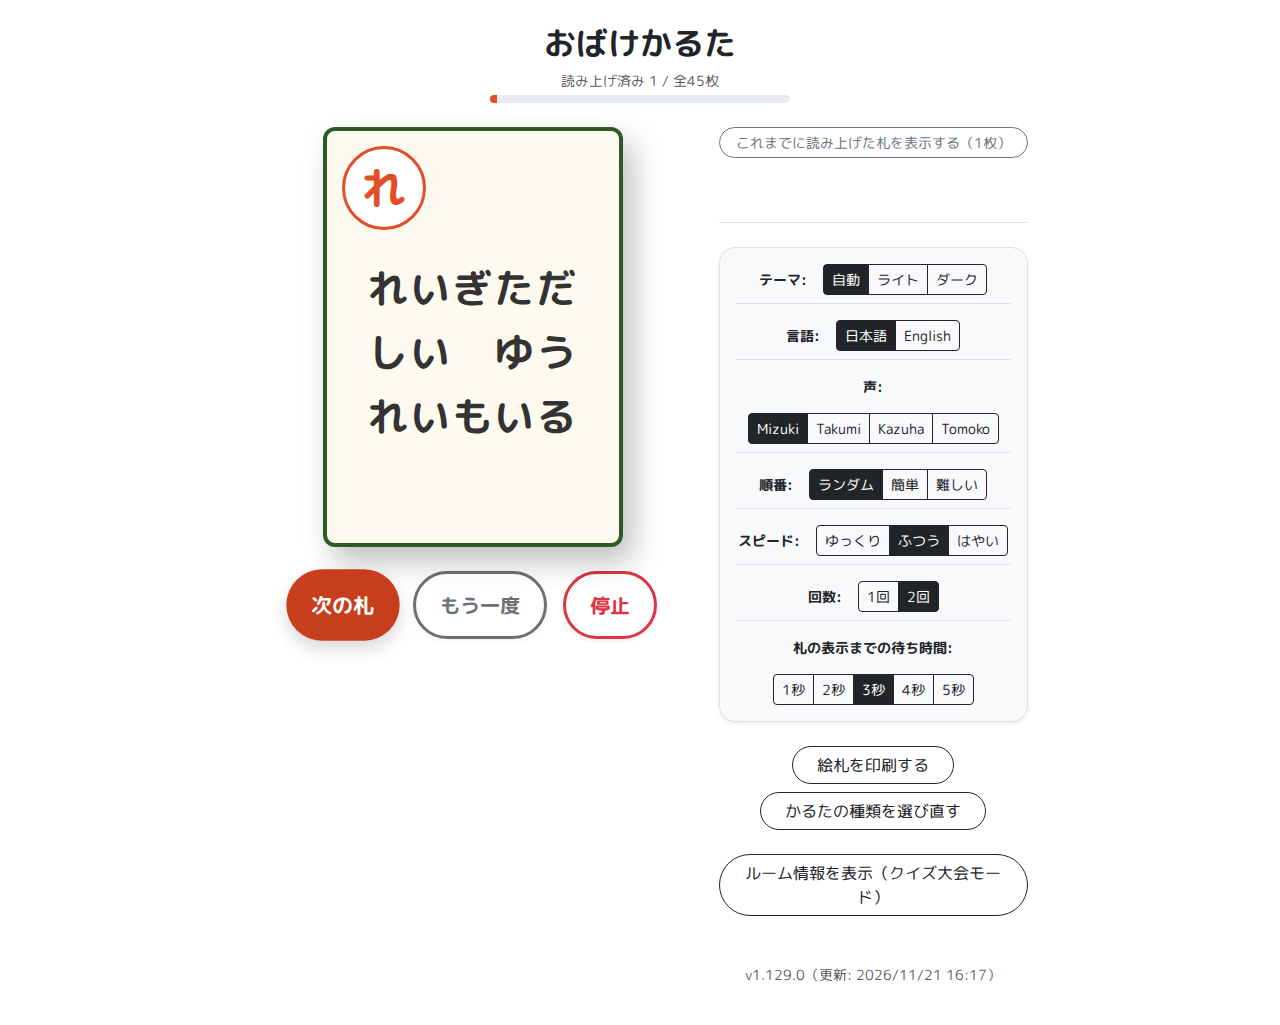 おばけかるた
読み上げ済み 1 / 全45枚
れ
れいぎただ
しい　ゆう
れいもいる
次の札
もう一度
停止
これまでに読み上げた札を表示する（1枚）
テーマ: 自動 ライト ダーク
言語: 日本語 English
声:
Mizuki Takumi Kazuha Tomoko
順番: ランダム 簡単 難しい
スピード: ゆっくり ふつう はやい
回数: 1回 2回
札の表示までの待ち時間:
1秒 2秒 3秒 4秒 5秒
絵札を印刷する
かるたの種類を選び直す
ルーム情報を表示（クイズ大会モー
ド）
v1.129.0（更新: 2026/11/21 16:17）